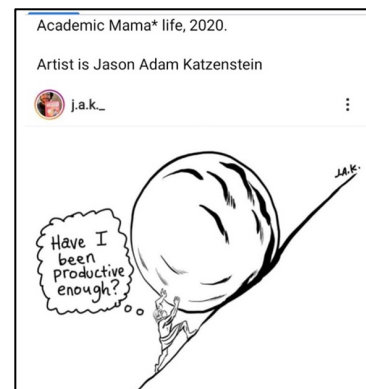 Academic Mama* life, 2020.
Artist is Jason Adam Katzenstein
j.a.k._
J.A.K.
Have I
been
productive
enough?